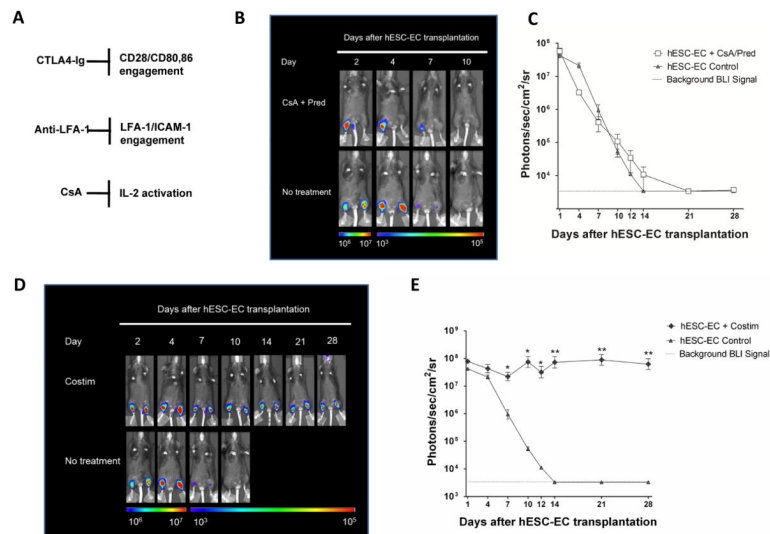 A
CTLA4-Ig
CD28/CD80,86
engagement
Anti-LFA-1
LFA-1/ICAM-1
engagement
CsA
IL-2 activation
B
Days after hESC-EC transplantation
Day 2 4 7 10
CsA + Pred
No treatment
10⁶ 10⁷ 10³ 10⁵
C
hESC-EC + CsA/Pred
hESC-EC Control
Background BLI Signal
Photons/sec/cm²/sr
10⁸
10⁷
10⁶
10⁵
10⁴
10³
1 4 7 10 12 14 21 28
Days after hESC-EC transplantation
D
Days after hESC-EC transplantation
Day 2 4 7 10 14 21 28
Costim
No treatment
10⁶ 10⁷ 10³ 10⁵
E
hESC-EC + Costim
hESC-EC Control
Background BLI Signal
Photons/sec/cm²/sr
10⁹
10⁸
10⁷
10⁶
10⁵
10⁴
10³
* * * ** ** **
1 4 7 10 12 14 21 28
Days after hESC-EC transplantation